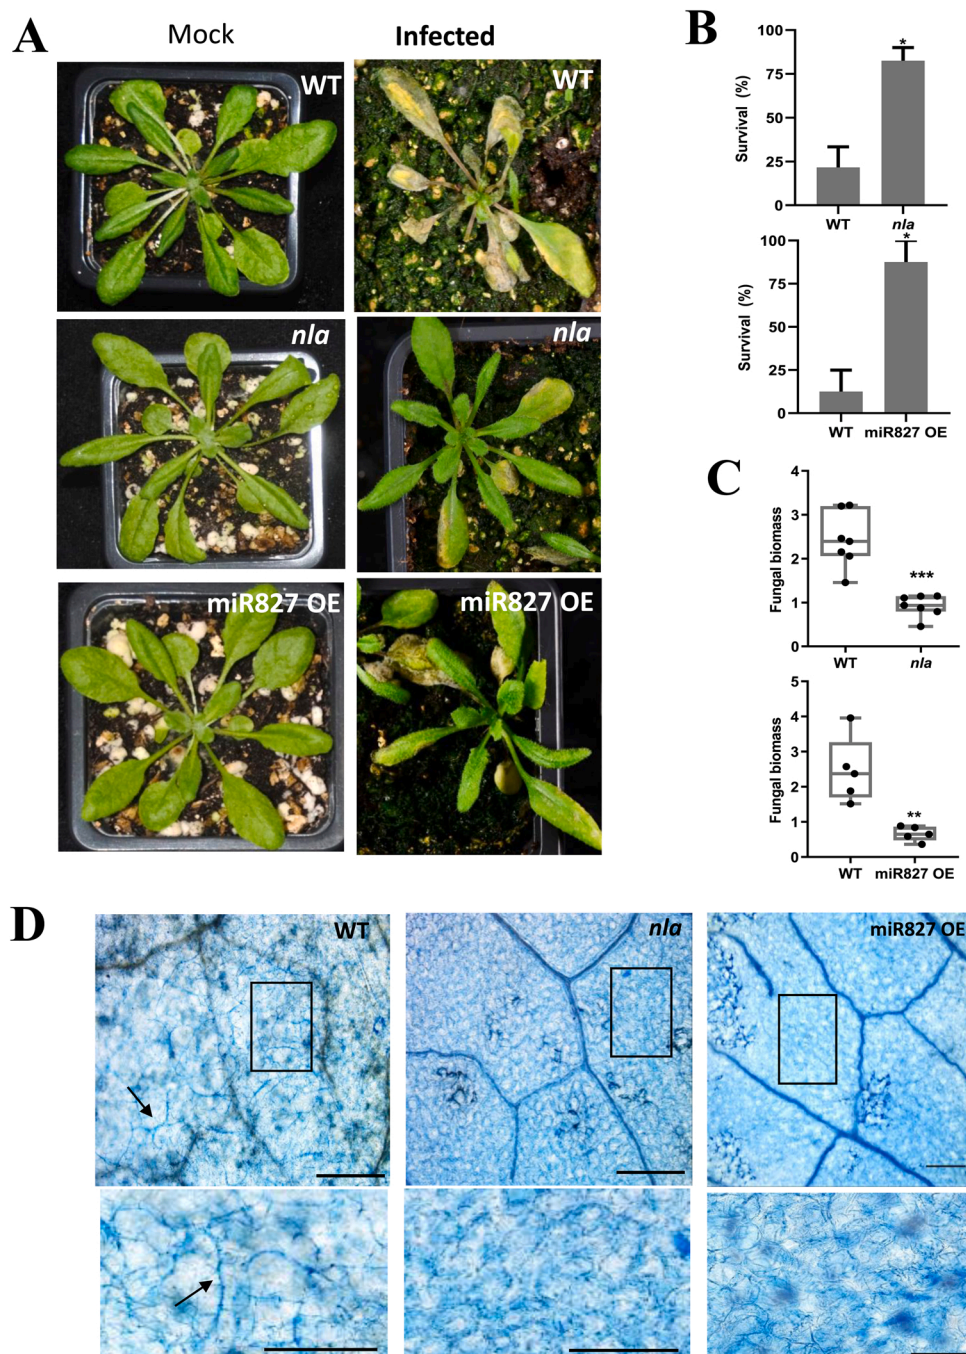 A
Mock
Infected
WT
WT
nla
nla
miR827 OE
miR827 OE
B
100
75
50
25
0
Survival (%)
*
WT
nla
100
75
50
25
0
Survival (%)
*
WT
miR827 OE
C
4
3
2
1
0
Fungal biomass
***
WT
nla
5
4
3
2
1
0
Fungal biomass
**
WT
miR827 OE
D
WT
nla
miR827 OE